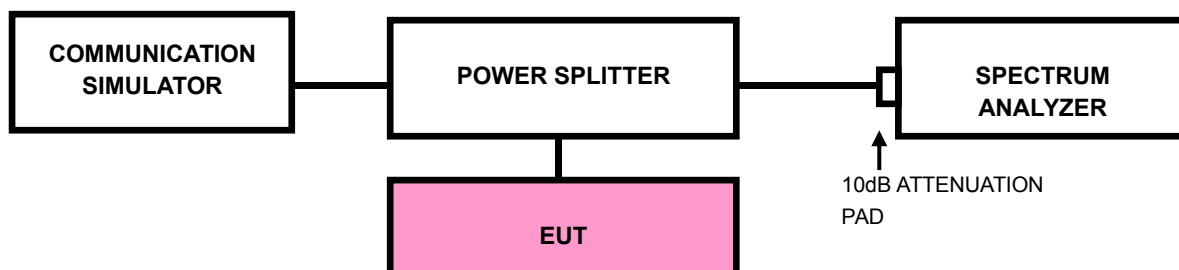 COMMUNICATION
SIMULATOR
POWER SPLITTER
SPECTRUM
ANALYZER
10dB ATTENUATION
PAD
EUT